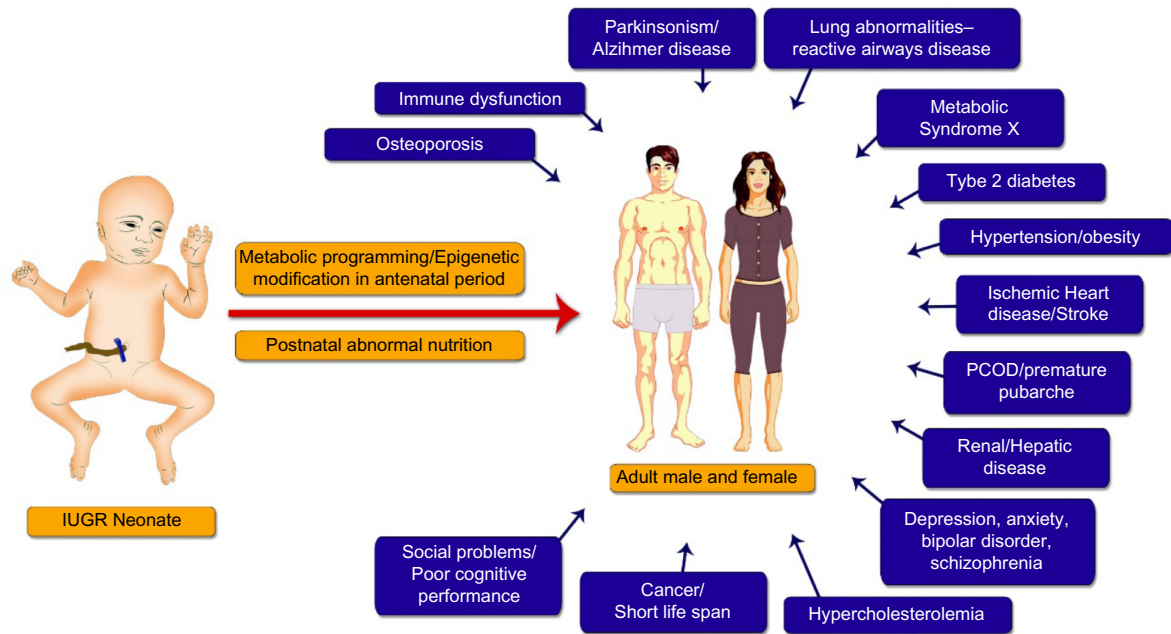 Parkinsonism/
Alzihmer disease
Lung abnormalities–
reactive airways disease
Immune dysfunction
Osteoporosis
Metabolic
Syndrome X
Tybe 2 diabetes
Hypertension/obesity
Ischemic Heart
disease/Stroke
PCOD/premature
pubarche
Renal/Hepatic
disease
Depression, anxiety,
bipolar disorder,
schizophrenia
Metabolic programming/Epigenetic
modification in antenatal period
Postnatal abnormal nutrition
IUGR Neonate
Adult male and female
Social problems/
Poor cognitive
performance
Cancer/
Short life span
Hypercholesterolemia